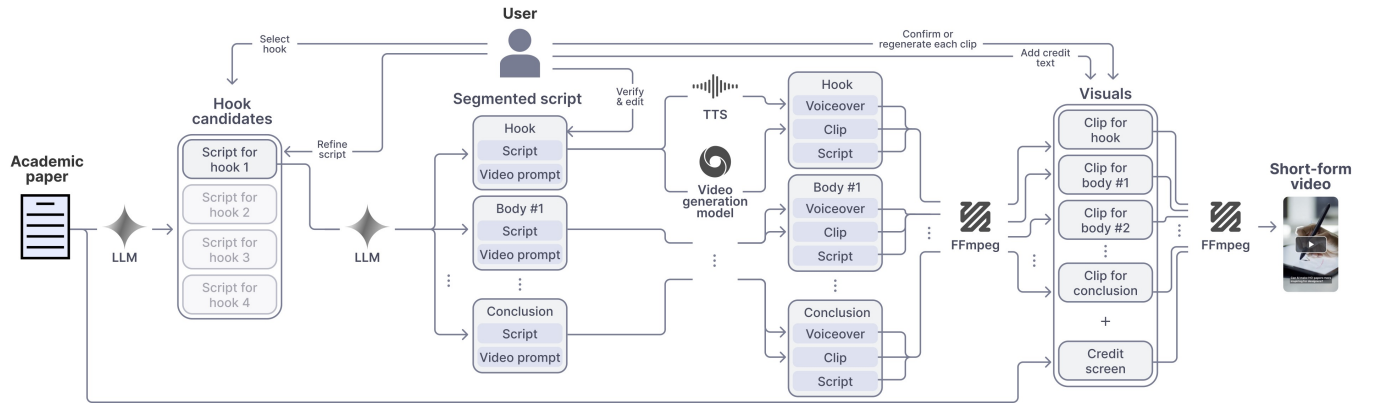 User
Select
hook
Confirm or
regenerate each clip
Add credit
text
Verify
& edit
Refine
script
Academic
paper
LLM
Hook
candidates
Script for
hook 1
Script for
hook 2
Script for
hook 3
Script for
hook 4
LLM
Segmented script
Hook
Script
Video prompt
Body #1
Script
Video prompt
Conclusion
Script
Video prompt
TTS
Video
generation
model
Hook
Voiceover
Clip
Script
Body #1
Voiceover
Clip
Script
Conclusion
Voiceover
Clip
Script
FFmpeg
Visuals
Clip for
hook
Clip for
body #1
Clip for
body #2
Clip for
conclusion
+
Credit
screen
FFmpeg
Short-form
video